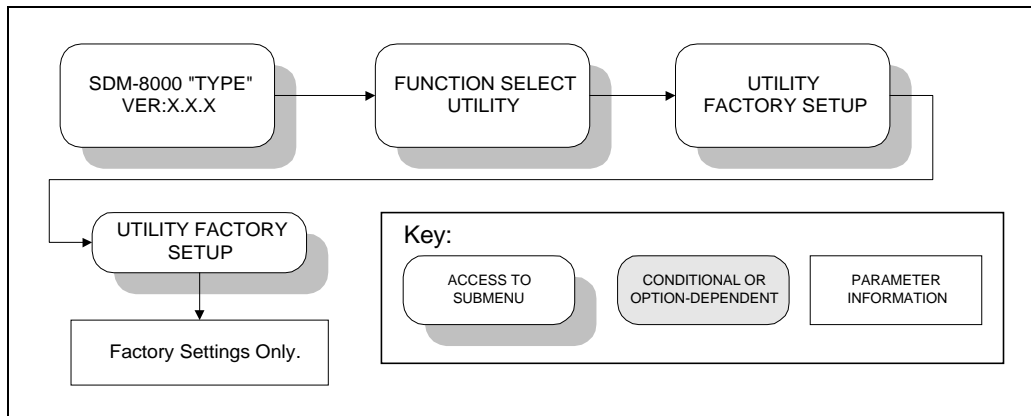 SDM-8000 "TYPE"
VER:X.X.X
FUNCTION SELECT
UTILITY
UTILITY
FACTORY SETUP
UTILITY FACTORY
SETUP
Factory Settings Only.
Key:
ACCESS TO
SUBMENU
CONDITIONAL OR
OPTION-DEPENDENT
PARAMETER
INFORMATION